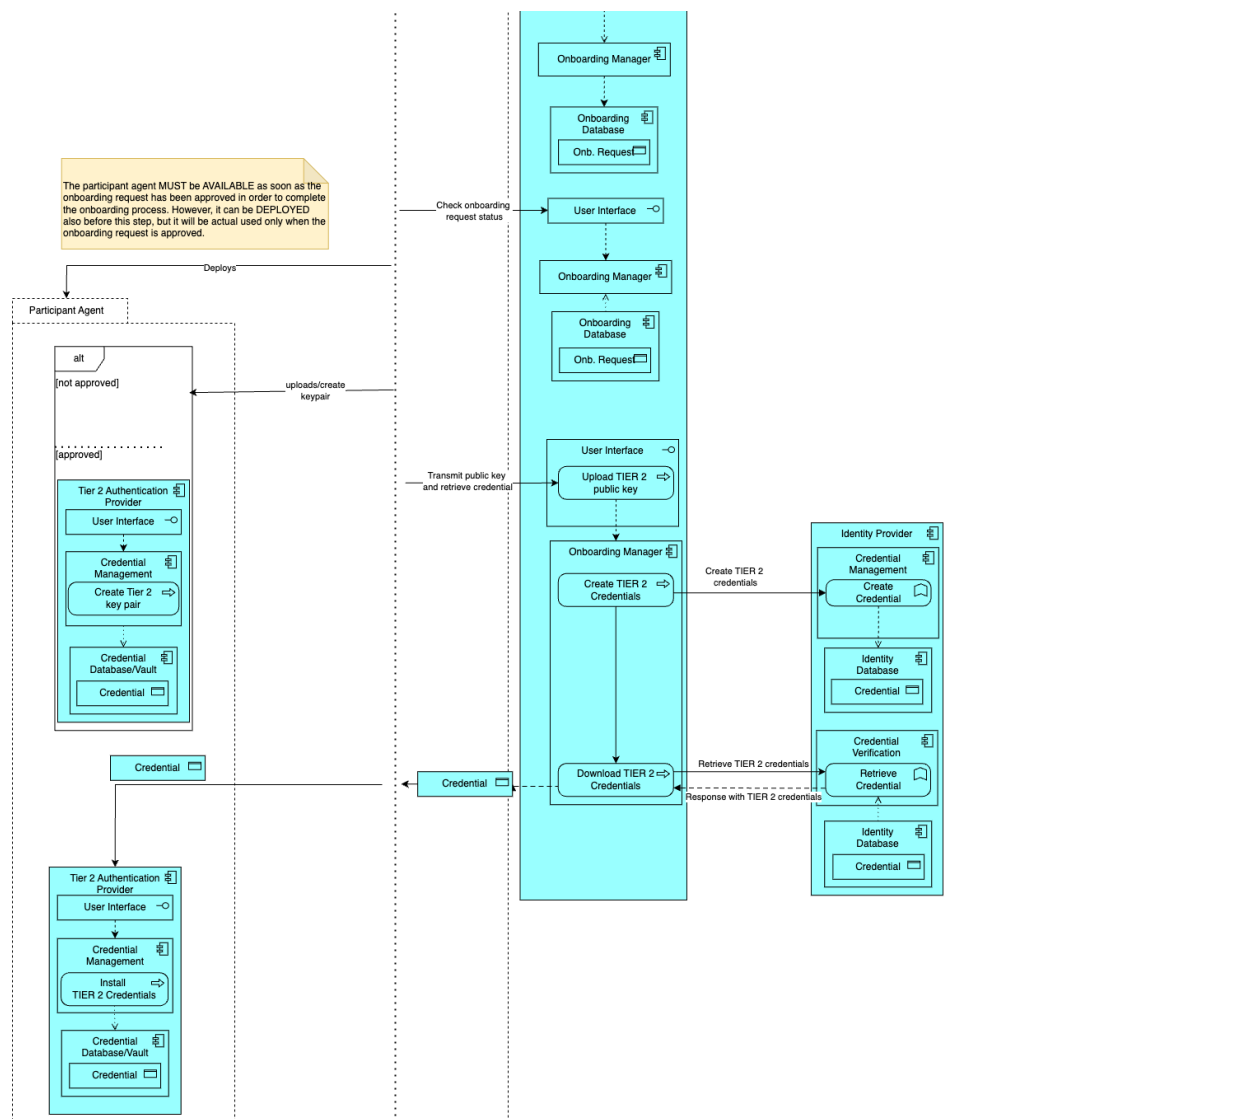 Onboarding Manager
Onboarding
Database
Onb. Request
The participant agent MUST be AVAILABLE as soon as the
onboarding request has been approved in order to complete
the onboarding process. However, it can be DEPLOYED
also before this step, but it will be actual used only when the
onboarding request is approved.
Check onboarding
request status
User Interface
Deploys
Onboarding Manager
Participant Agent
Onboarding
Database
Onb. Request
alt
[not approved]
uploads/create
keypair
[approved]
User Interface
Transmit public key
and retrieve credential
Upload TIER 2
public key
Tier 2 Authentication
Provider
User Interface
Credential
Management
Create Tier 2
key pair
Credential
Database/Vault
Credential
Onboarding Manager
Create TIER 2
Credentials
Create TIER 2
credentials
Identity Provider
Credential
Management
Create
Credential
Identity
Database
Credential
Credential
Verification
Retrieve TIER 2 credentials
Retrieve
Credential
Response with TIER 2 credentials
Download TIER 2
Credentials
Credential
Credential
Identity
Database
Credential
Tier 2 Authentication
Provider
User Interface
Credential
Management
Install
TIER 2 Credentials
Credential
Database/Vault
Credential